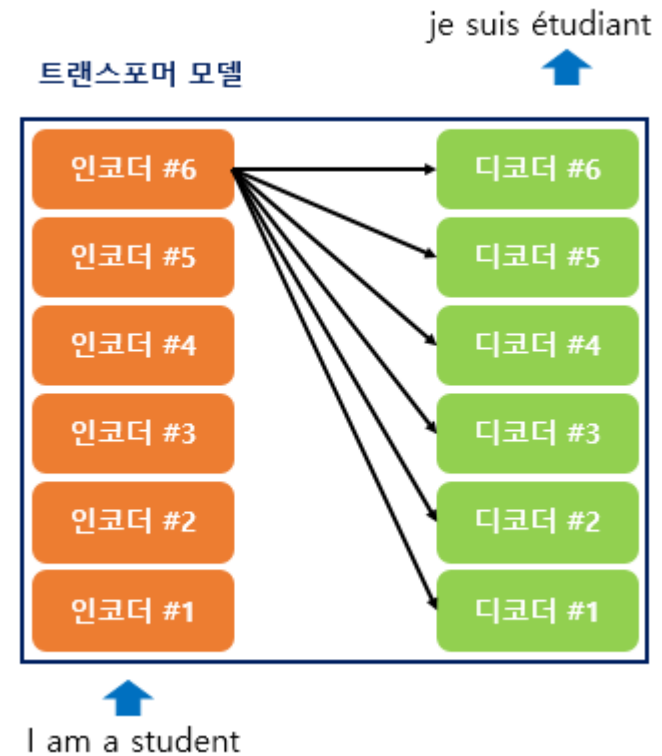 je suis étudiant
트랜스포머 모델
인코더 #6
디코더 #6
인코더 #5
디코더 #5
인코더 #4
디코더 #4
인코더 #3
디코더 #3
인코더 #2
디코더 #2
인코더 #1
디코더 #1
I am a student